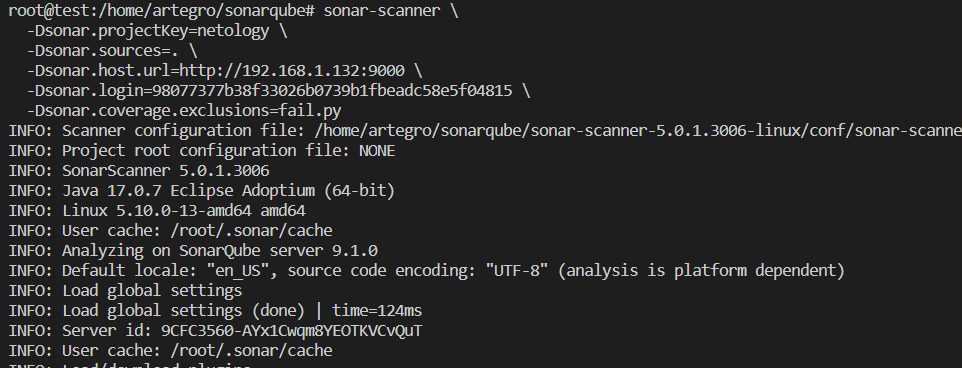 root@test:/home/artegro/sonarqube# sonar-scanner \
-Dsonar.projectKey=netology \
-Dsonar.sources=. \
-Dsonar.host.url=http://192.168.1.132:9000 \
-Dsonar.login=98077377b38f33026b0739b1fbeadc58e5f04815 \
-Dsonar.coverage.exclusions=fail.py
INFO: Scanner configuration file: /home/artegro/sonarqube/sonar-scanner-5.0.1.3006-linux/conf/sonar-scanne
INFO: Project root configuration file: NONE
INFO: SonarScanner 5.0.1.3006
INFO: Java 17.0.7 Eclipse Adoptium (64-bit)
INFO: Linux 5.10.0-13-amd64 amd64
INFO: User cache: /root/.sonar/cache
INFO: Analyzing on SonarQube server 9.1.0
INFO: Default locale: "en_US", source code encoding: "UTF-8" (analysis is platform dependent)
INFO: Load global settings
INFO: Load global settings (done) | time=124ms
INFO: Server id: 9CFC3560-AYx1Cwqm8YEOTKVCvQuT
INFO: User cache: /root/.sonar/cache
INFO: Load/download plugins